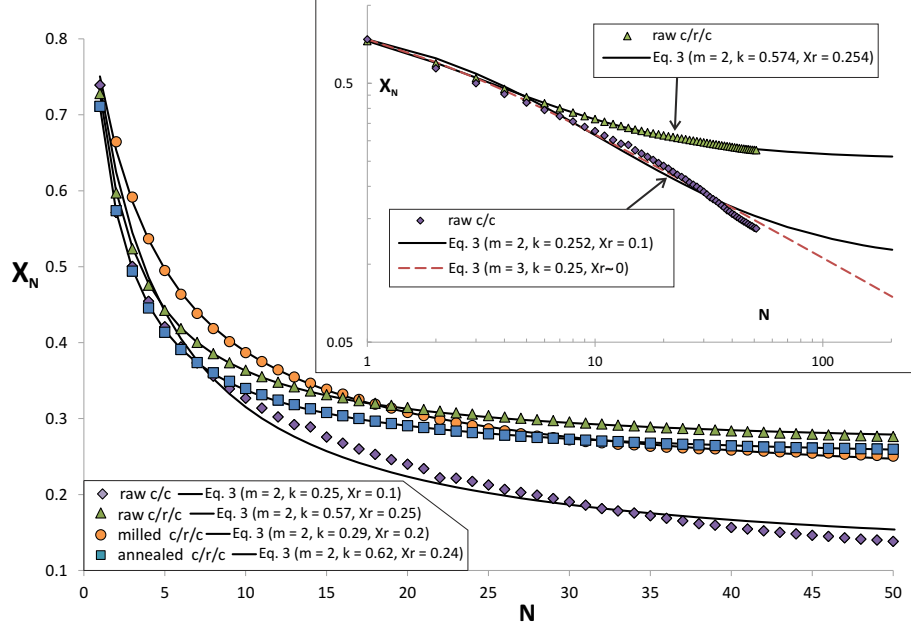 0.8
0.7
0.6
0.5
0.4
0.3
0.2
0.1
X_N
0
5
10
15
20
25
30
35
40
45
50
N
raw c/c Eq. 3 (m = 2, k = 0.25, Xr = 0.1)
raw c/r/c Eq. 3 (m = 2, k = 0.57, Xr = 0.25)
milled c/r/c Eq. 3 (m = 2, k = 0.29, Xr = 0.2)
annealed c/r/c Eq. 3 (m = 2, k = 0.62, Xr = 0.24)
X_N
0.5
0.05
1
10
100
N
raw c/r/c
Eq. 3 (m = 2, k = 0.574, Xr = 0.254)
raw c/c
Eq. 3 (m = 2, k = 0.252, Xr = 0.1)
Eq. 3 (m = 3, k = 0.25, Xr~0)